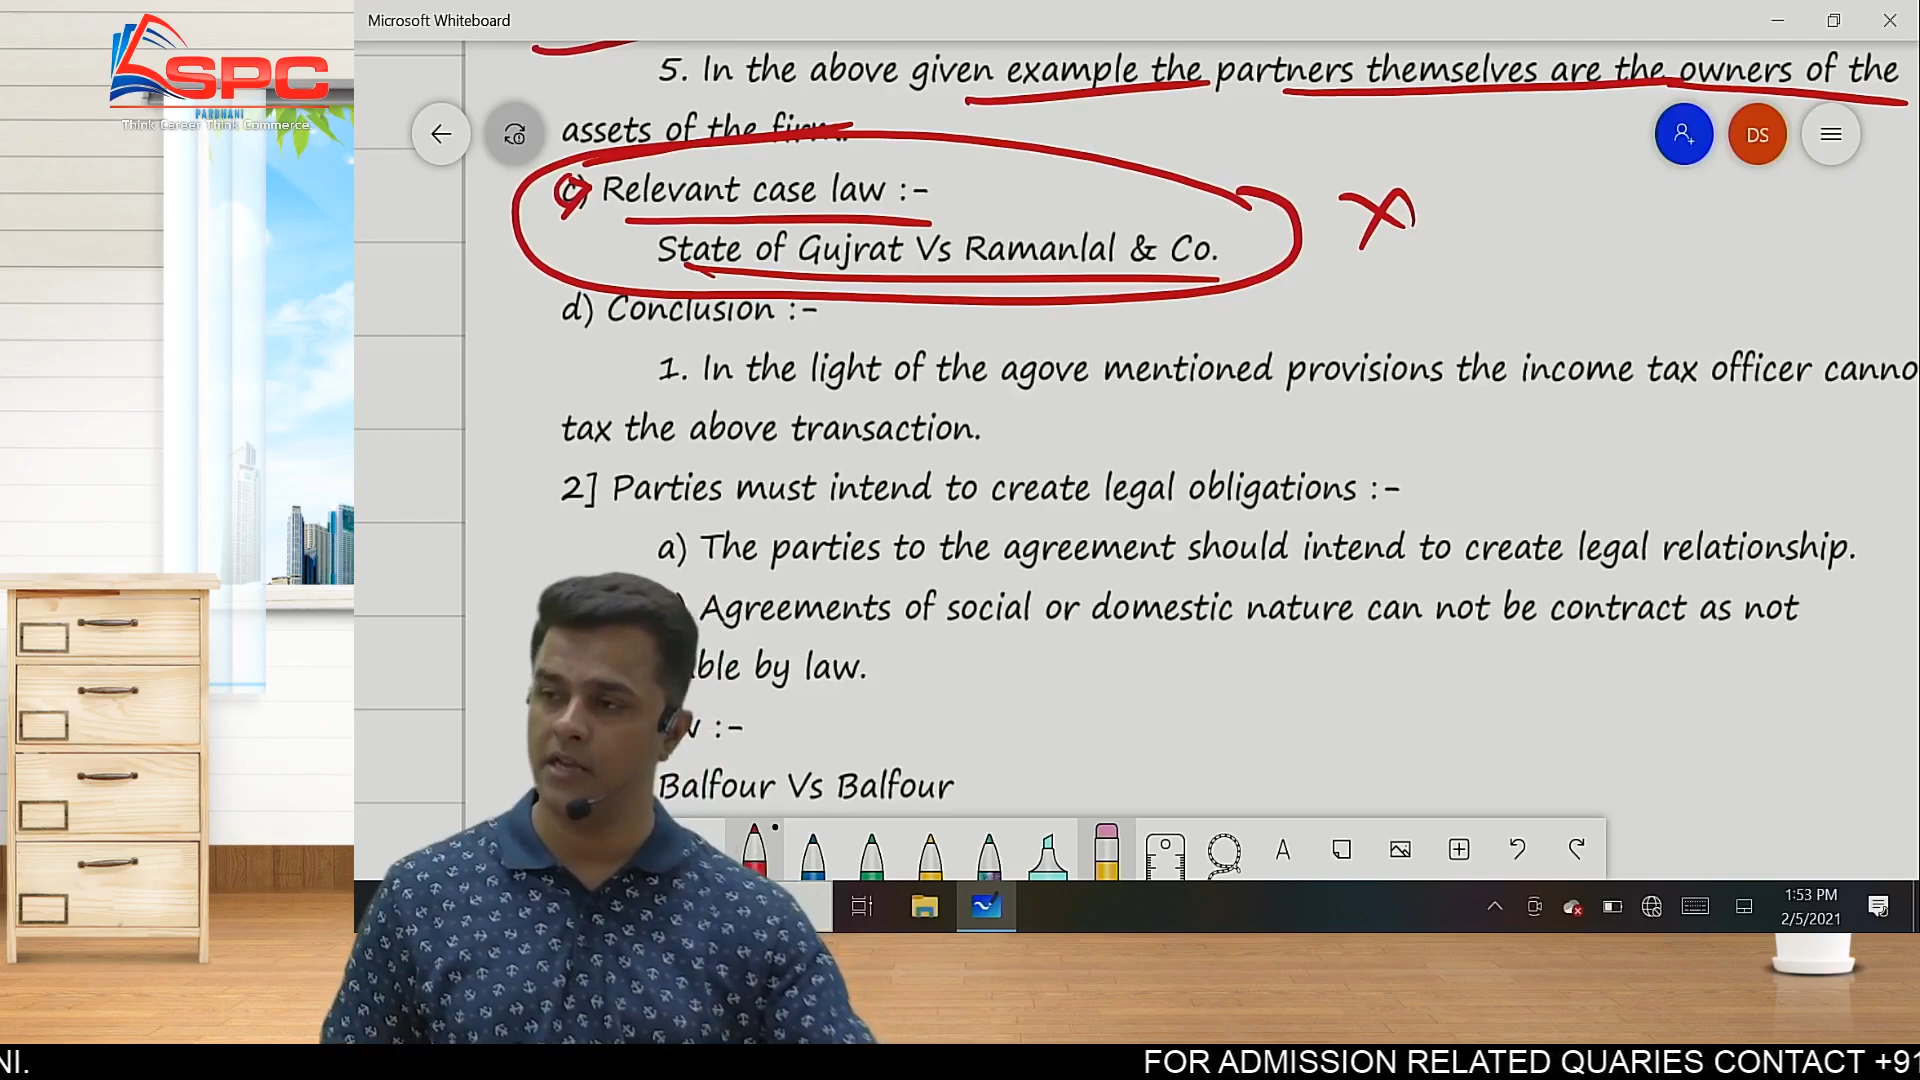 Microsoft Whiteboard
SPC
PARDHANI
Think Career Think Commerce.
5. In the above given example the partners themselves are the owners of the
assets of the firm.
DS
c) Relevant case law :-
State of Gujrat Vs Ramanlal & Co.
d) Conclusion :-
1. In the light of the agove mentioned provisions the income tax officer canno
tax the above transaction.
2] Parties must intend to create legal obligations :-
a) The parties to the agreement should intend to create legal relationship.
) Agreements of social or domestic nature can not be contract as not
ble by law.
w :-
Balfour Vs Balfour
1:53 PM
2/5/2021
NI.
FOR ADMISSION RELATED QUARIES CONTACT +91